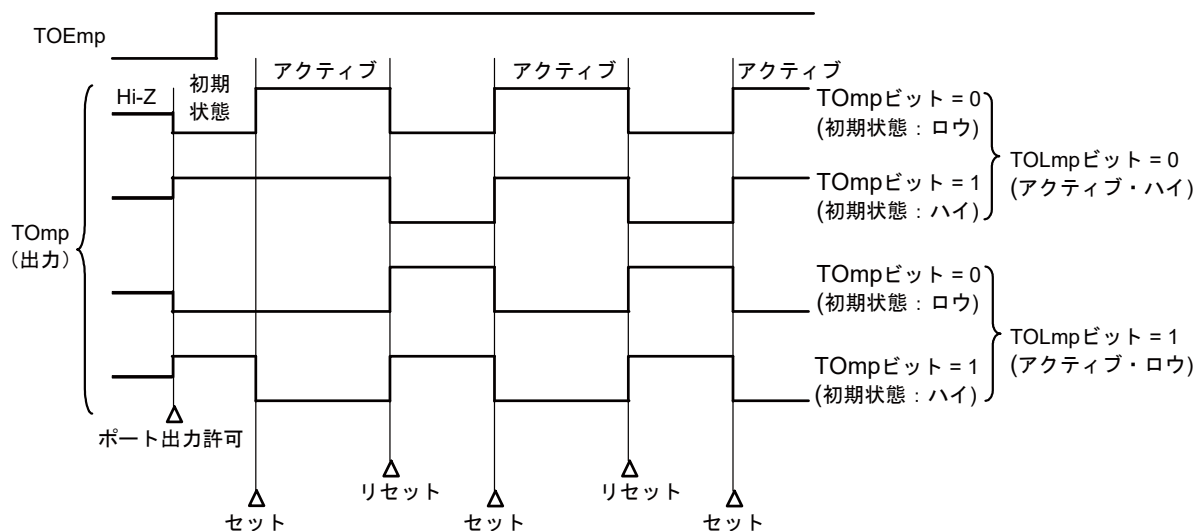 TOEmp
アクティブ
アクティブ
アクティブ
Hi-Z
初期
状態
TOmpビット = 0
(初期状態：ロウ)
TOLmpビット = 0
(アクティブ・ハイ)
TOmpビット = 1
(初期状態：ハイ)
TOmp
（出力）
TOmpビット = 0
(初期状態：ロウ)
TOLmpビット = 1
(アクティブ・ロウ)
TOmpビット = 1
(初期状態：ハイ)
ポート出力許可
リセット
リセット
セット
セット
セット